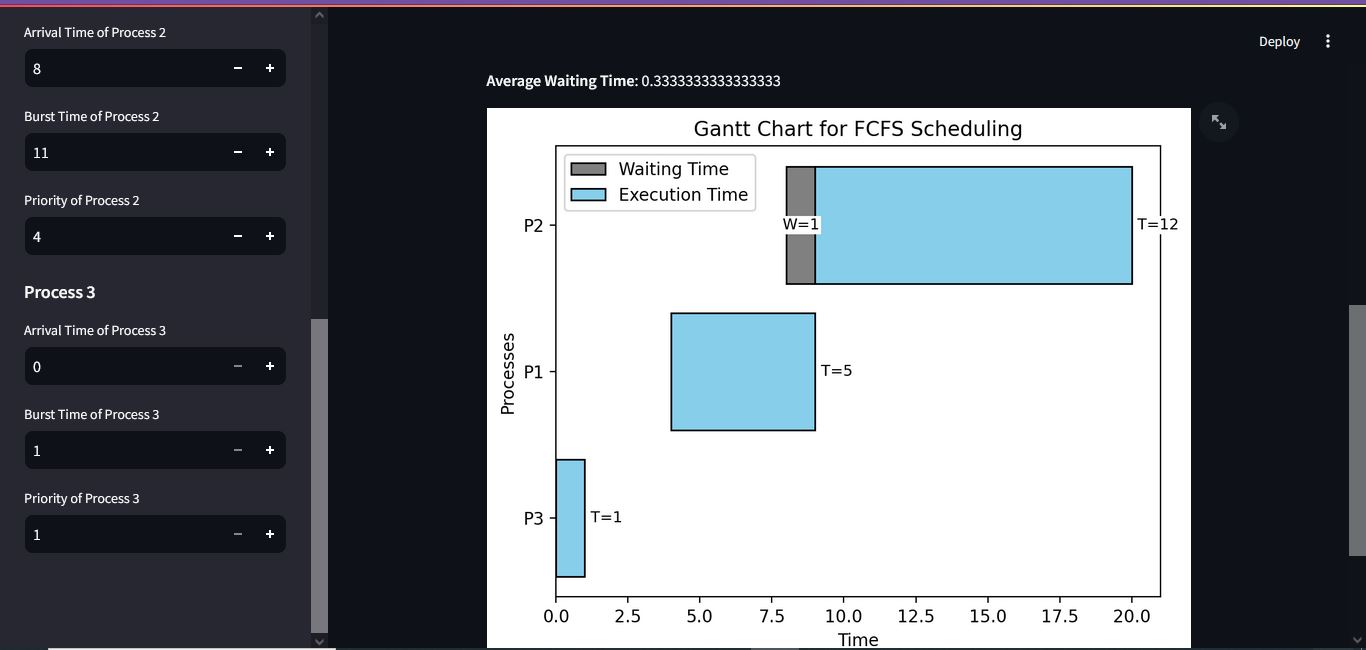 Arrival Time of Process 2
8
Burst Time of Process 2
11
Priority of Process 2
4
Process 3
Arrival Time of Process 3
0
Burst Time of Process 3
1
Priority of Process 3
1
Deploy
Average Waiting Time: 0.3333333333333333
Gantt Chart for FCFS Scheduling
Waiting Time
Execution Time
P2
W=1
T=12
Processes
P1
T=5
P3
T=1
0.0 2.5 5.0 7.5 10.0 12.5 15.0 17.5 20.0
Time